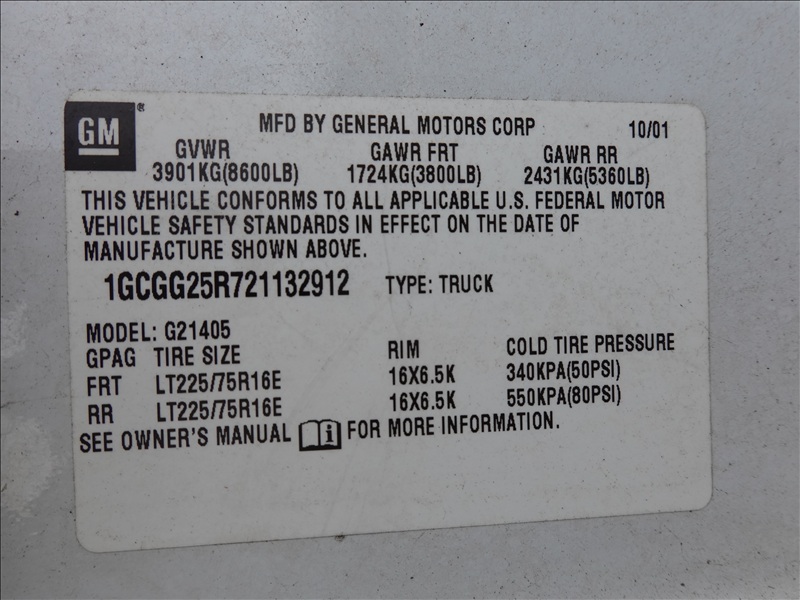 GM®
MFD BY GENERAL MOTORS CORP 10/01
GVWR GAWR FRT GAWR RR
3901KG(8600LB) 1724KG(3800LB) 2431KG(5360LB)
THIS VEHICLE CONFORMS TO ALL APPLICABLE U.S. FEDERAL MOTOR
VEHICLE SAFETY STANDARDS IN EFFECT ON THE DATE OF
MANUFACTURE SHOWN ABOVE.
1GCGG25R721132912 TYPE: TRUCK
MODEL: G21405
GPAG TIRE SIZE RIM COLD TIRE PRESSURE
FRT LT225/75R16E 16X6.5K 340KPA(50PSI)
RR LT225/75R16E 16X6.5K 550KPA(80PSI)
SEE OWNER'S MANUAL i FOR MORE INFORMATION.